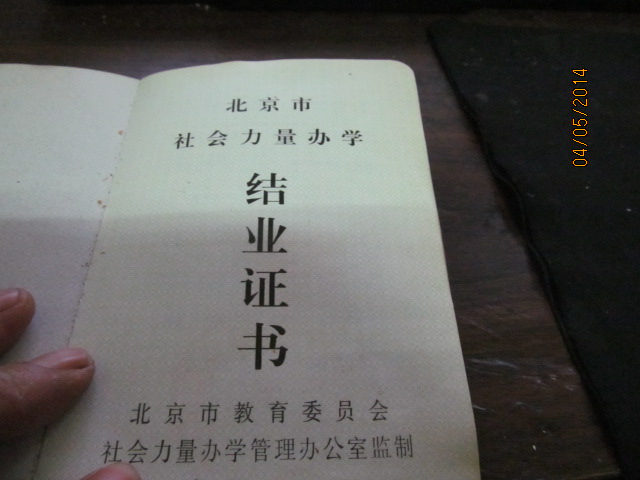 北京市
社会力量办学
结
业
证
书
北京市教育委员会
社会力量办学管理办公室监制
04/05/2014